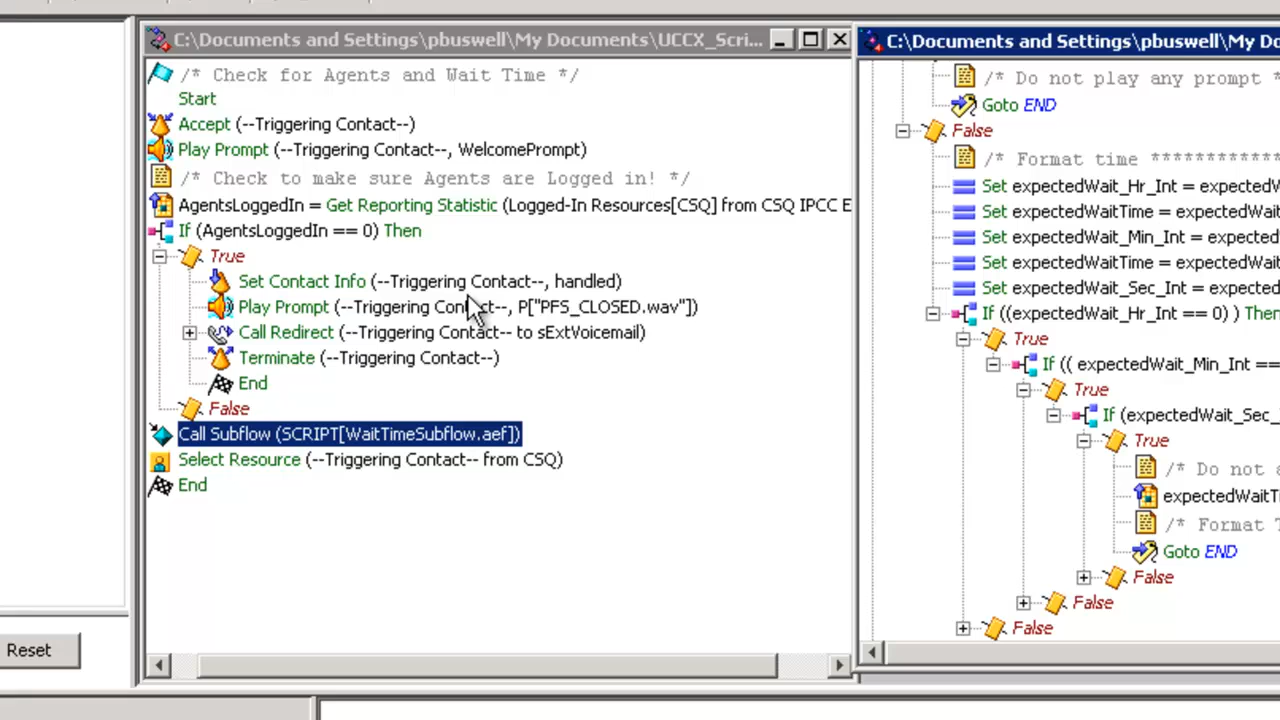 C:\Documents and Settings\pbuswell\My Documents\UCCX_Scri...
/* Check for Agents and Wait Time */
Start
Accept (--Triggering Contact--)
Play Prompt (--Triggering Contact--, WelcomePrompt)
/* Check to make sure Agents are Logged in! */
AgentsLoggedIn = Get Reporting Statistic (Logged-In Resources[CSQ] from CSQ IPCC E
If (AgentsLoggedIn == 0) Then
True
Set Contact Info (--Triggering Contact--, handled)
Play Prompt (--Triggering Contact--, P["PFS_CLOSED.wav"])
Call Redirect (--Triggering Contact-- to sExtVoicemail)
Terminate (--Triggering Contact--)
End
False
Call Subflow (SCRIPT[WaitTimeSubflow.aef])
Select Resource (--Triggering Contact-- from CSQ)
End
Reset
C:\Documents and Settings\pbuswell\My Do
/* Do not play any prompt *
Goto END
False
/* Format time ************
Set expectedWait_Hr_Int = expectedW
Set expectedWaitTime = expectedWait
Set expectedWait_Min_Int = expected
Set expectedWaitTime = expectedWait
Set expectedWait_Sec_Int = expected
If ((expectedWait_Hr_Int == 0) ) Then
True
If (( expectedWait_Min_Int ==
True
If (expectedWait_Sec_
True
/* Do not
expectedWaitTi
/* Format
Goto END
False
False
False